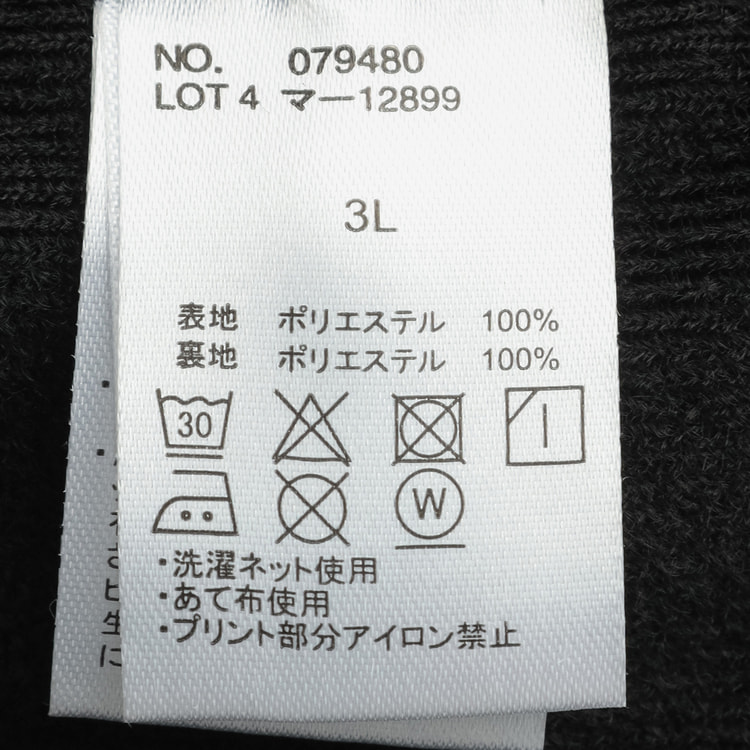 NO. 079480
LOT 4 マー12899
3L
表地 ポリエステル 100%
裏地 ポリエステル 100%
30
W
・洗濯ネット使用
・あて布使用
・プリント部分アイロン禁止